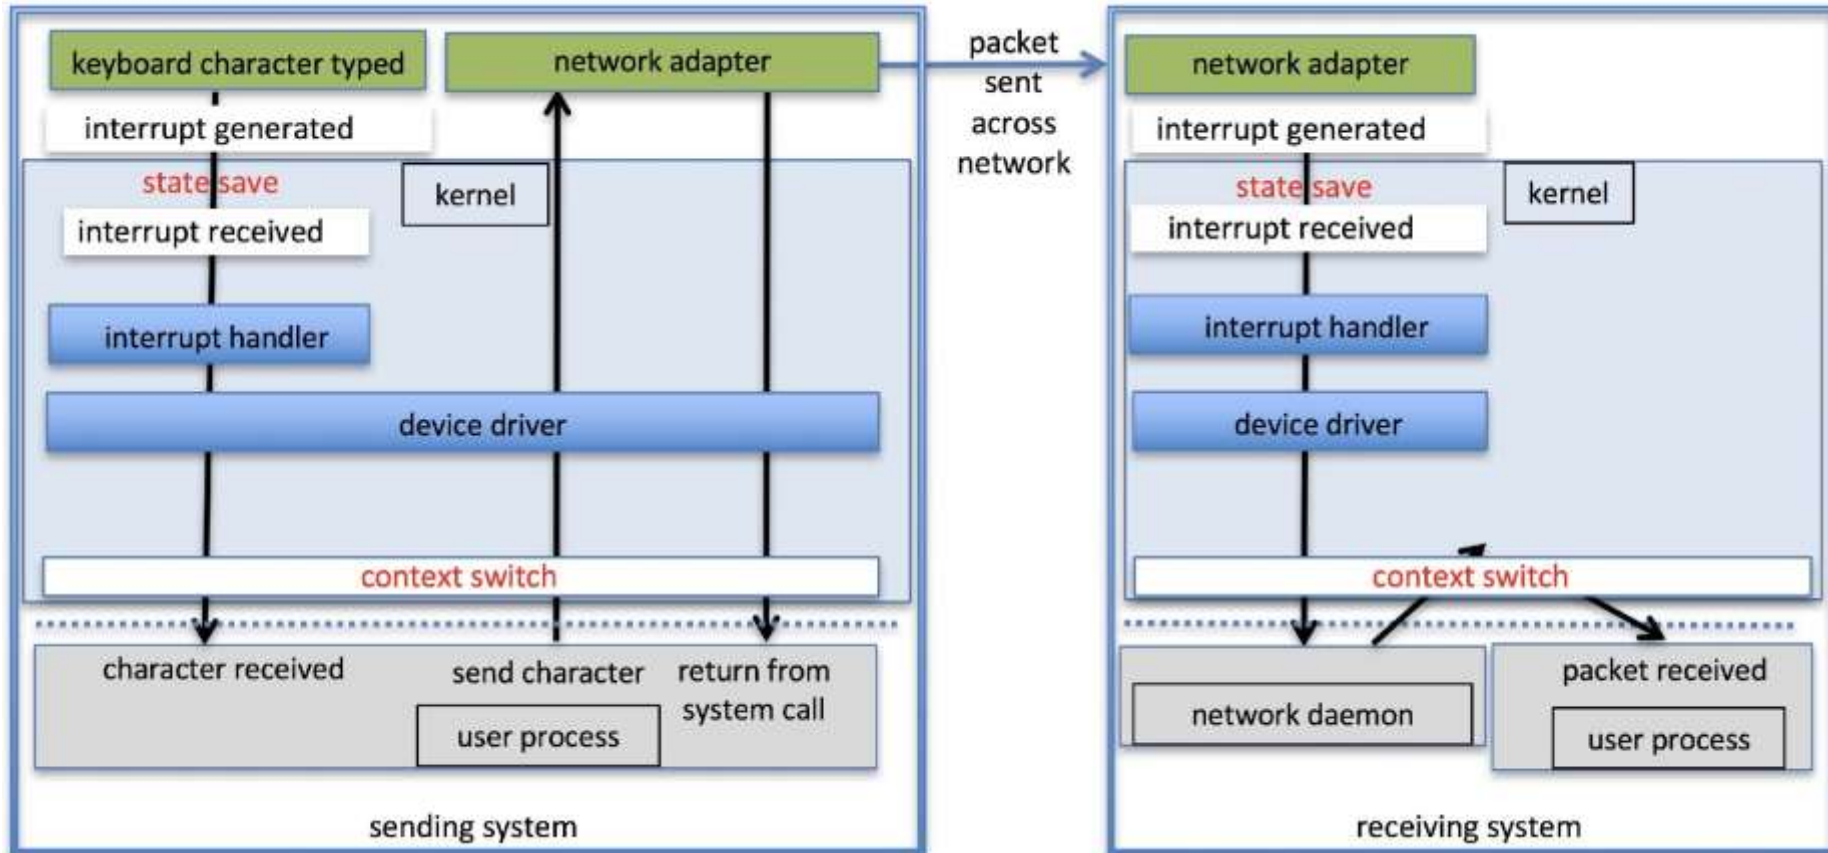 keyboard character typed
network adapter
interrupt generated
state save
kernel
interrupt received
interrupt handler
device driver
context switch
character received
send character
return from
system call
user process
sending system
packet
sent
across
network
network adapter
interrupt generated
state save
kernel
interrupt received
interrupt handler
device driver
context switch
network daemon
packet received
user process
receiving system